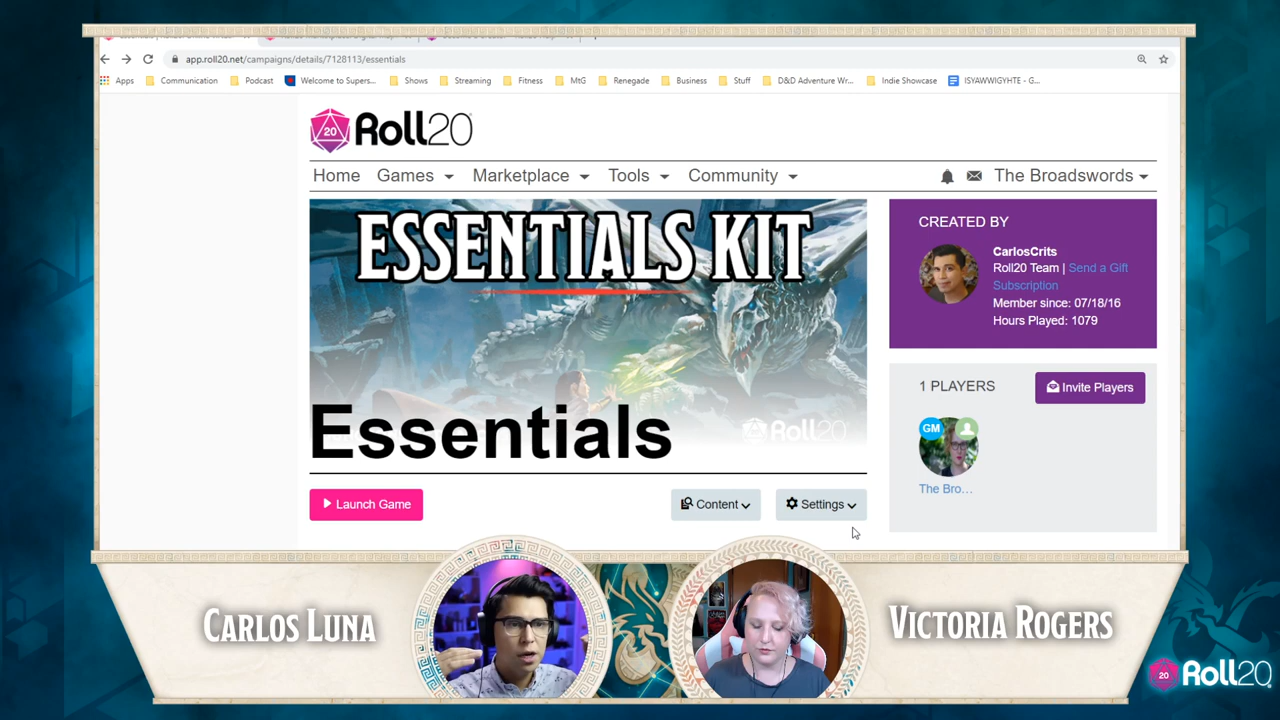 app.roll20.net/campaigns/details/7128113/essentials
Apps Communication Podcast Welcome to Supers... Shows Streaming Fitness MtG Renegade Business Stuff D&D Adventure Wr... Indie Showcase ISYAWWIGYHTE - G...
20 Roll20
Home Games Marketplace Tools Community The Broadswords
ESSENTIALS KIT
Essentials
Roll20
CREATED BY
CarlosCrits
Roll20 Team | Send a Gift
Subscription
Member since: 07/18/16
Hours Played: 1079
1 PLAYERS Invite Players
GM
The Bro...
Launch Game Content Settings
CARLOS LUNA
VICTORIA ROGERS
20 Roll20